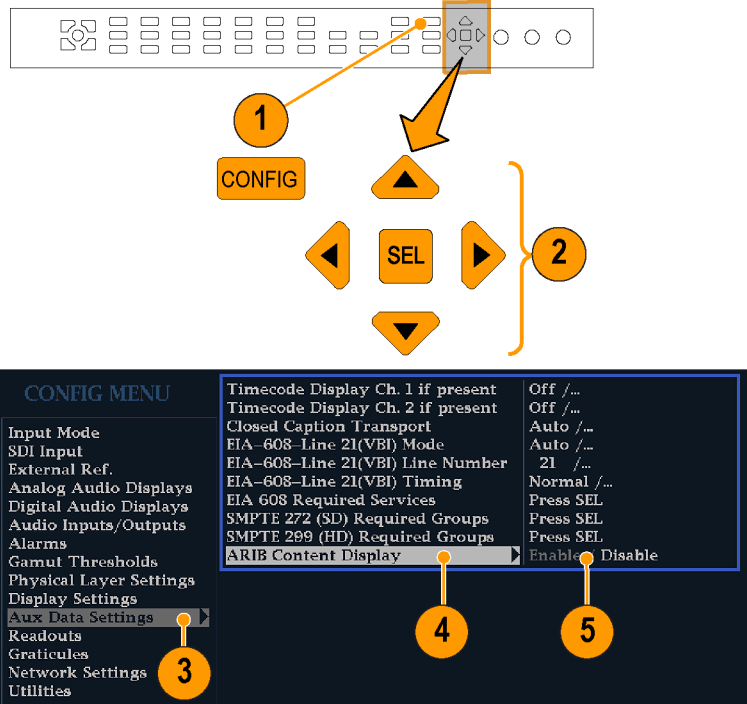 1
CONFIG
SEL
2
CONFIG MENU
Input Mode
SDI Input
External Ref.
Analog Audio Displays
Digital Audio Displays
Audio Inputs/Outputs
Alarms
Gamut Thresholds
Physical Layer Settings
Display Settings
Aux Data Settings
Readouts
Graticules
Network Settings
Utilities
3
Timecode Display Ch. 1 if present Off /...
Timecode Display Ch. 2 if present Off /...
Closed Caption Transport Auto /...
EIA-608-Line 21(VBI) Mode Auto /...
EIA-608-Line 21(VBI) Line Number 21 /...
EIA-608-Line 21(VBI) Timing Normal /...
EIA 608 Required Services Press SEL
SMPTE 272 (SD) Required Groups Press SEL
SMPTE 299 (HD) Required Groups Press SEL
ARIB Content Display Enable / Disable
4
5